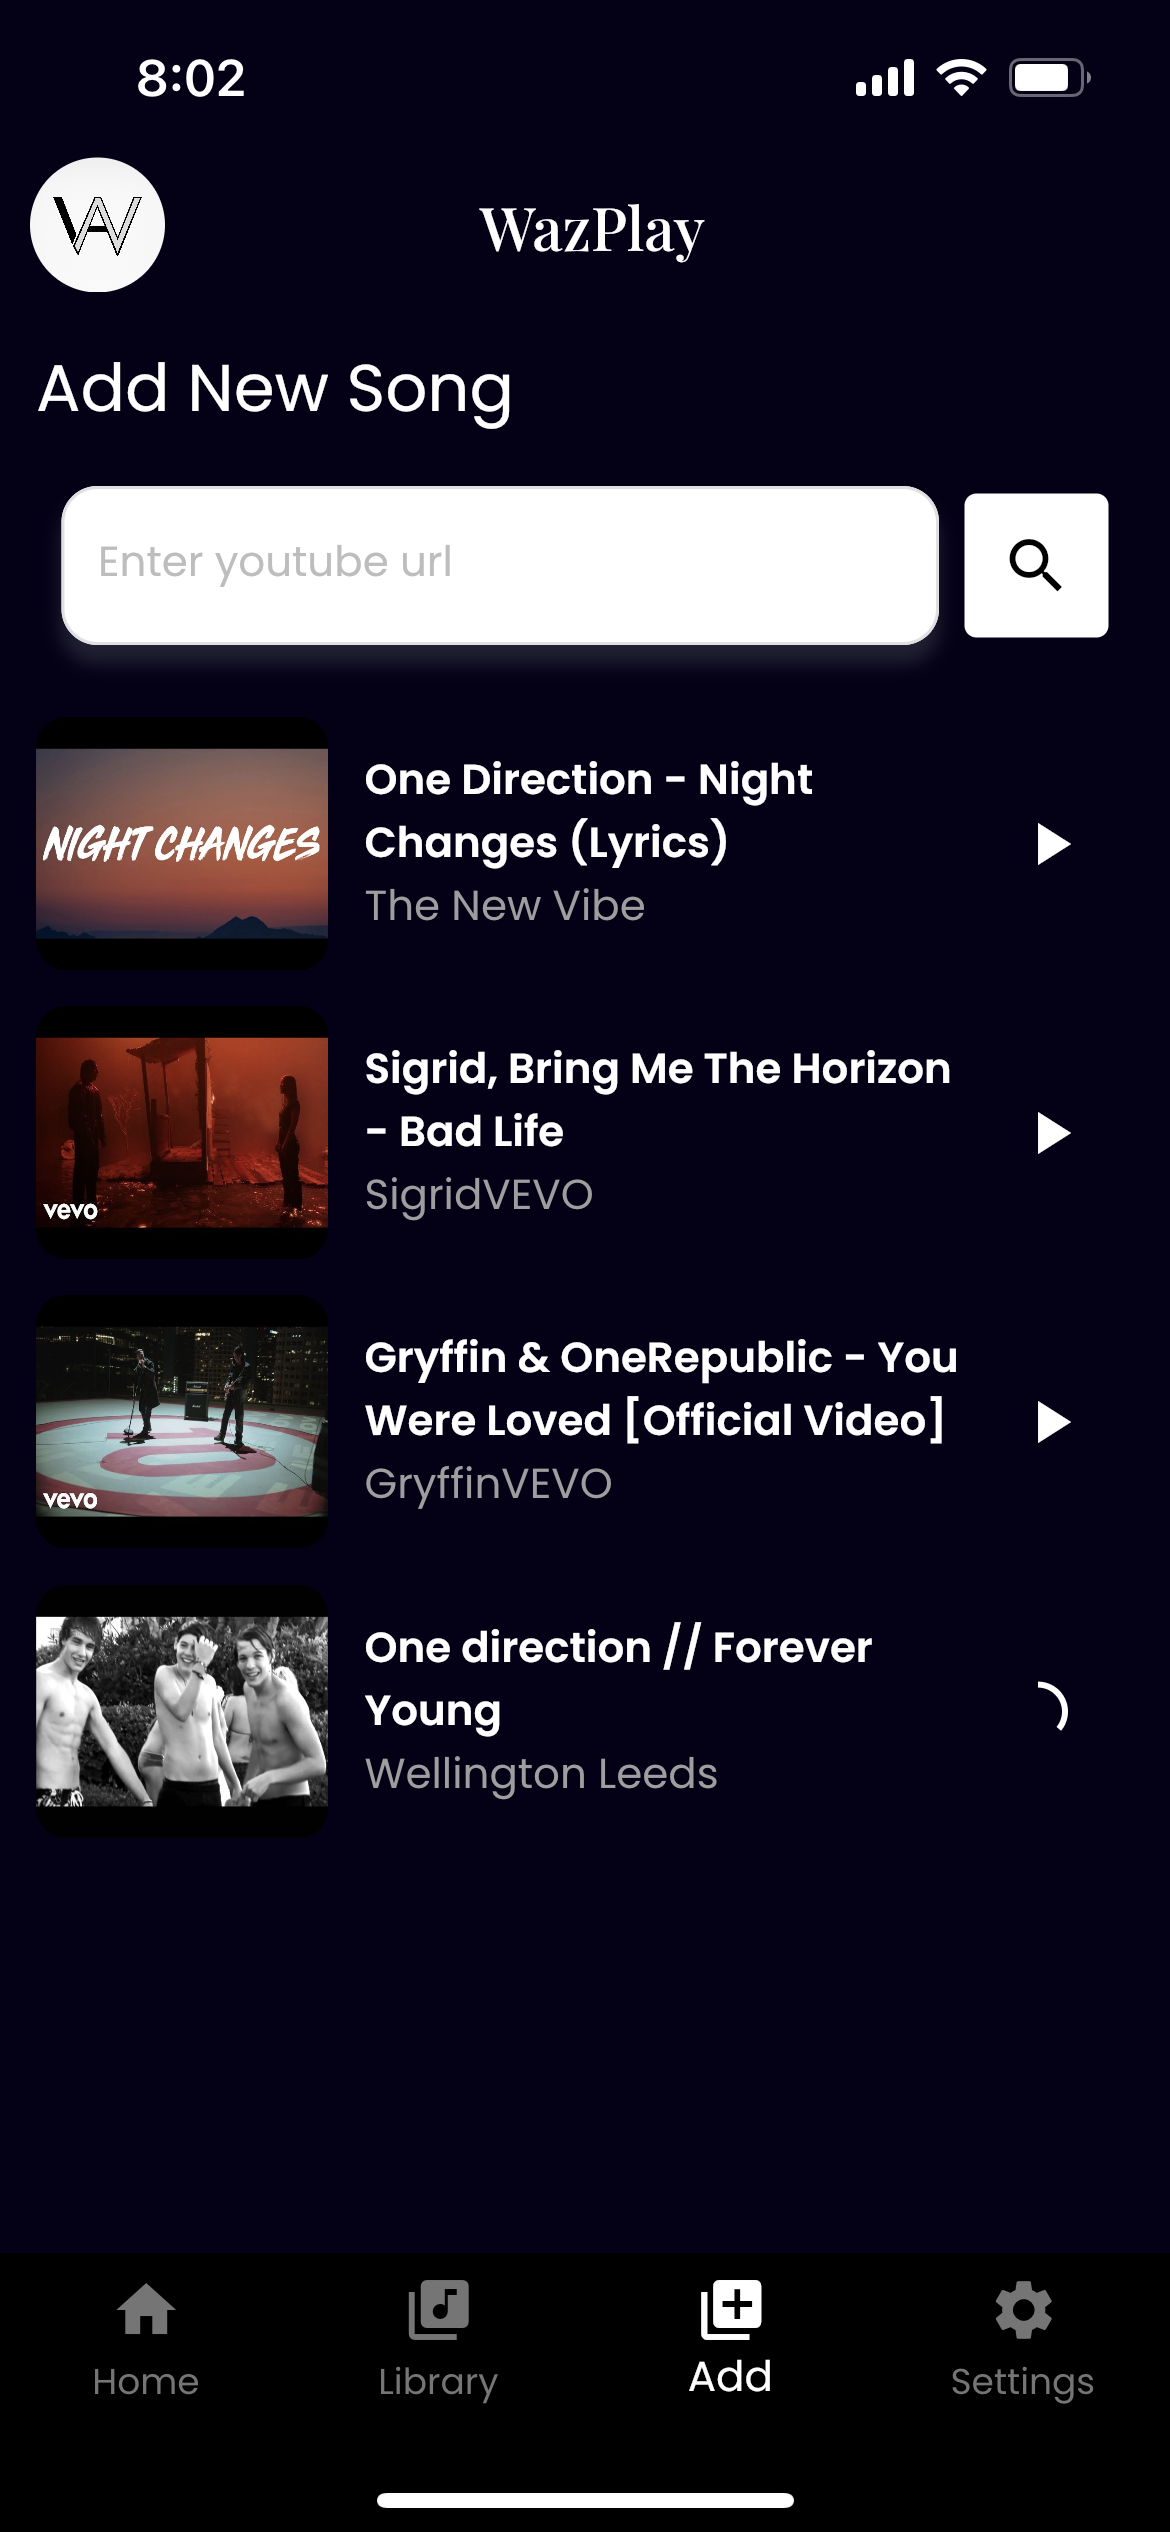 8:02
WazPlay
Add New Song
Enter youtube url
NIGHT CHANGES
One Direction - Night
Changes (Lyrics)
The New Vibe
vevo
Sigrid, Bring Me The Horizon
- Bad Life
SigridVEVO
vevo
Gryffin & OneRepublic - You
Were Loved [Official Video]
GryffinVEVO
One direction // Forever
Young
Wellington Leeds
Home
Library
Add
Settings